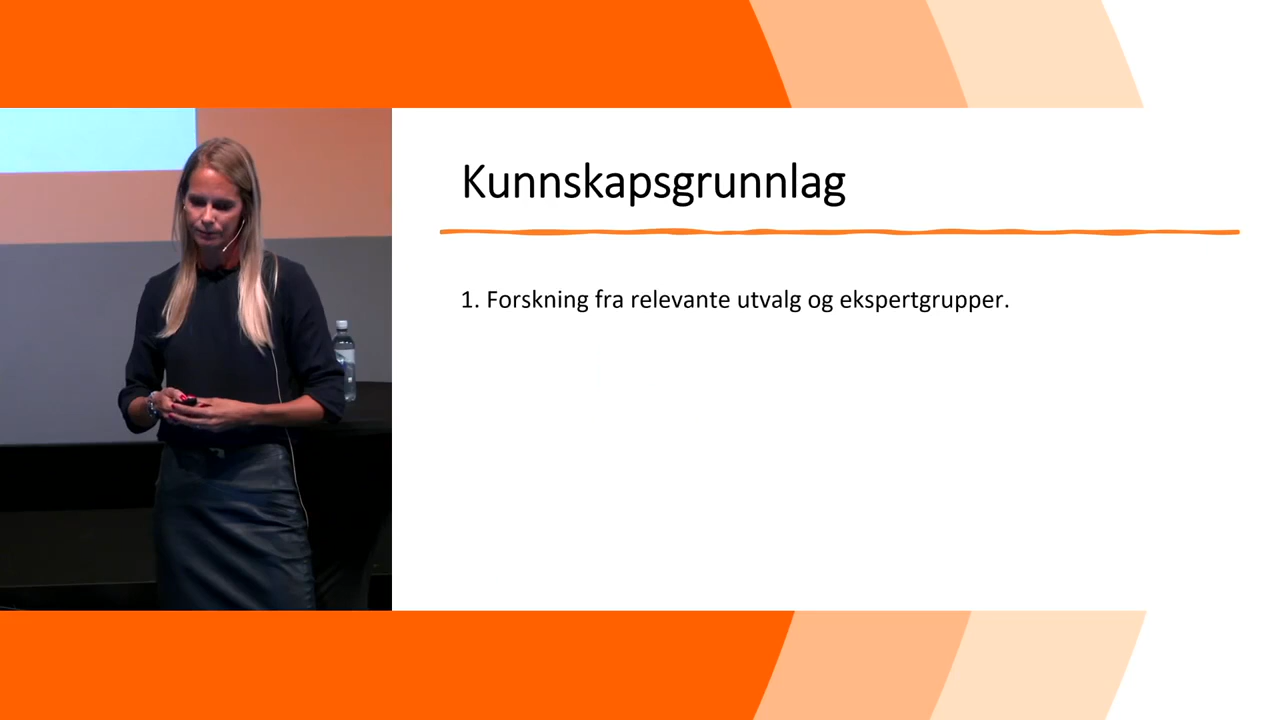 Kunnskapsgrunnlag
1. Forskning fra relevante utvalg og ekspertgrupper.